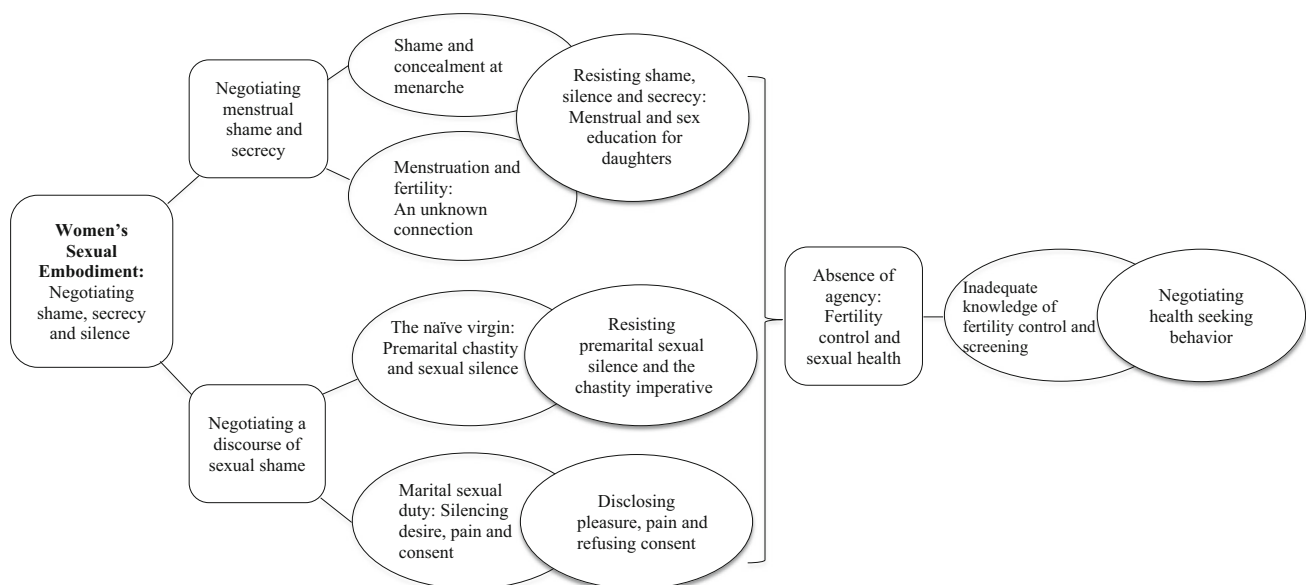 Shame and
concealment at
menarche
Resisting shame,
silence and secrecy:
Menstrual and sex
education for
daughters
Negotiating
menstrual
shame and
secrecy
Menstruation and
fertility:
An unknown
connection
Women's
Sexual
Embodiment:
Negotiating
shame, secrecy
and silence
Absence of
agency:
Fertility
control and
sexual health
Inadequate
knowledge of
fertility control and
screening
Negotiating
health seeking
behavior
The naïve virgin:
Premarital chastity
and sexual silence
Resisting
premarital sexual
silence and the
chastity imperative
Negotiating a
discourse of
sexual shame
Marital sexual
duty: Silencing
desire, pain and
consent
Disclosing
pleasure, pain and
refusing consent